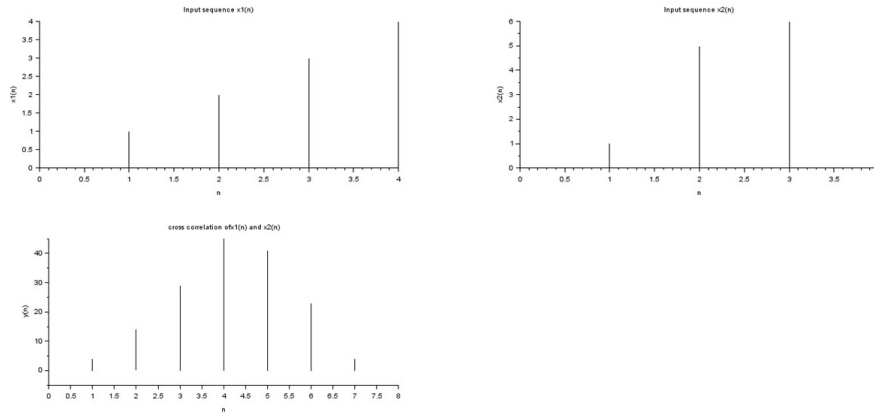 Input sequence x1(n)
4
3.5
3
2.5
2
1.5
1
0.5
0
x1(n)
0 0.5 1 1.5 2 2.5 3 3.5 4
n
Input sequence x2(n)
6
5
4
3
2
1
0
x2(n)
0 0.5 1 1.5 2 2.5 3 3.5
n
cross correlation ofx1(n) and x2(n)
40
30
20
10
0
y(n)
0 0.5 1 1.5 2 2.5 3 3.5 4 4.5 5 5.5 6 6.5 7 7.5 8
n